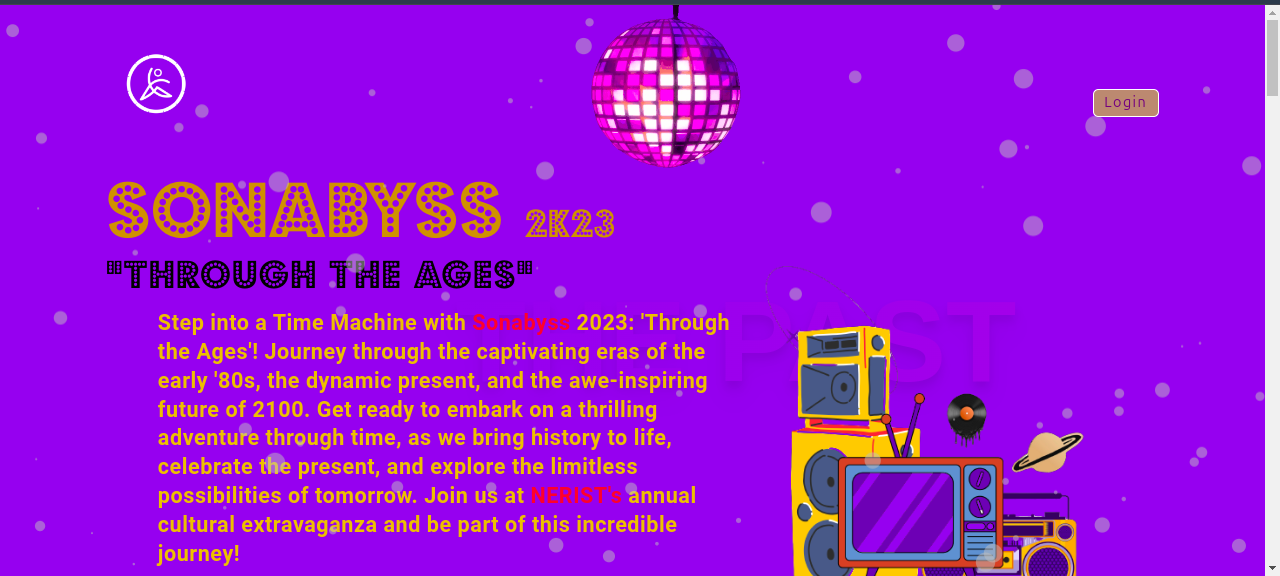 Login
SONABYSS 2K23
"THROUGH THE AGES"
PAST
Step into a Time Machine with Sonabyss 2023: 'Through
the Ages'! Journey through the captivating eras of the
early '80s, the dynamic present, and the awe-inspiring
future of 2100. Get ready to embark on a thrilling
adventure through time, as we bring history to life,
celebrate the present, and explore the limitless
possibilities of tomorrow. Join us at NERIST's annual
cultural extravaganza and be part of this incredible
journey!